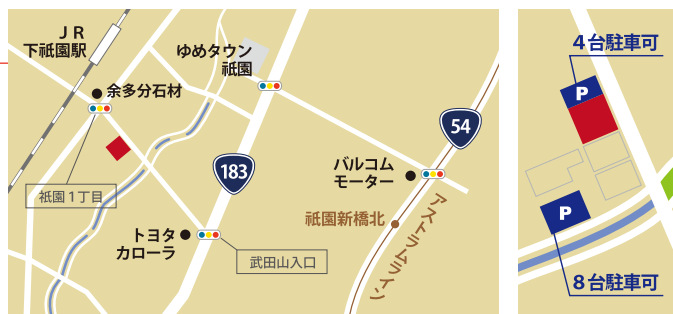 JR
下祇園駅
ゆめタウン
祇園
余多分石材
54
183
バルコム
モーター
祇園1丁目
祇園新橋北
アストラムライン
トヨタ
カローラ
武田山入口
4台駐車可
P
P
8台駐車可